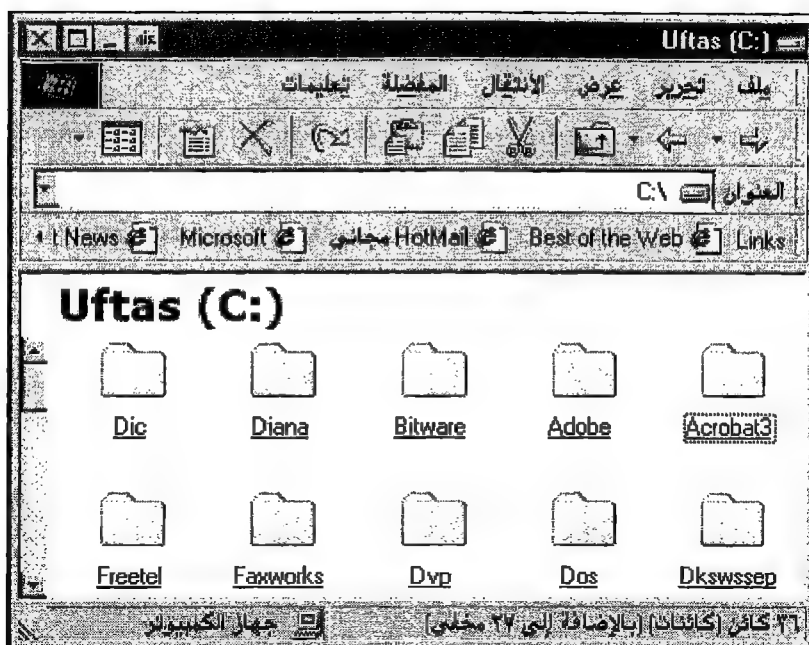 Uftas (C:)
ملف تحرير عرض الأنتقال المفضلة تعليمات
العنوان C:\
Links Best of the Web HotMail مجاني Microsoft t News
Uftas (C:)
Acrobat3 Adobe Bitware Diana Dic
Dkswssep Dos Dvp Faxworks Freetel
٣٦ كائن (كائنات) (بالإضافة إلى ٢٧ مخفي) جهاز الكمبيوتر